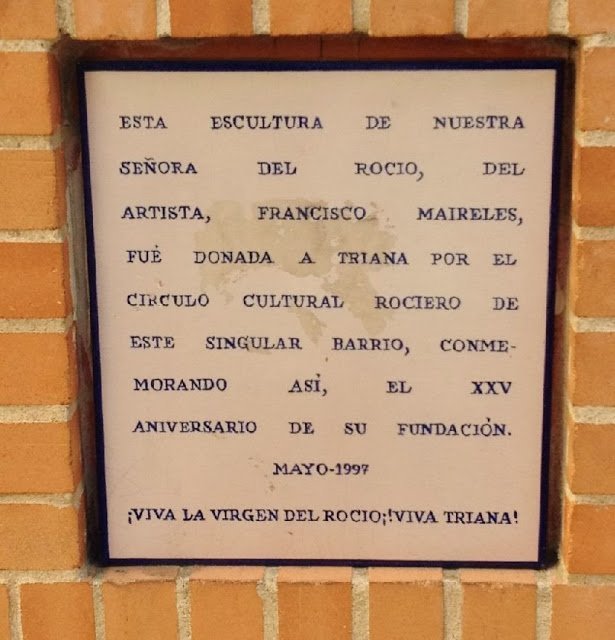 ESTA ESCULTURA DE NUESTRA
SEÑORA DEL ROCIO, DEL
ARTISTA, FRANCISCO MAIRELES,
FUÉ DONADA A TRIANA POR EL
CIRCULO CULTURAL ROCIERO DE
ESTE SINGULAR BARRIO, CONME-
MORANDO ASÍ, EL XXV
ANIVERSARIO DE SU FUNDACIÓN.
MAYO-1997
¡VIVA LA VIRGEN DEL ROCIO¡!VIVA TRIANA!